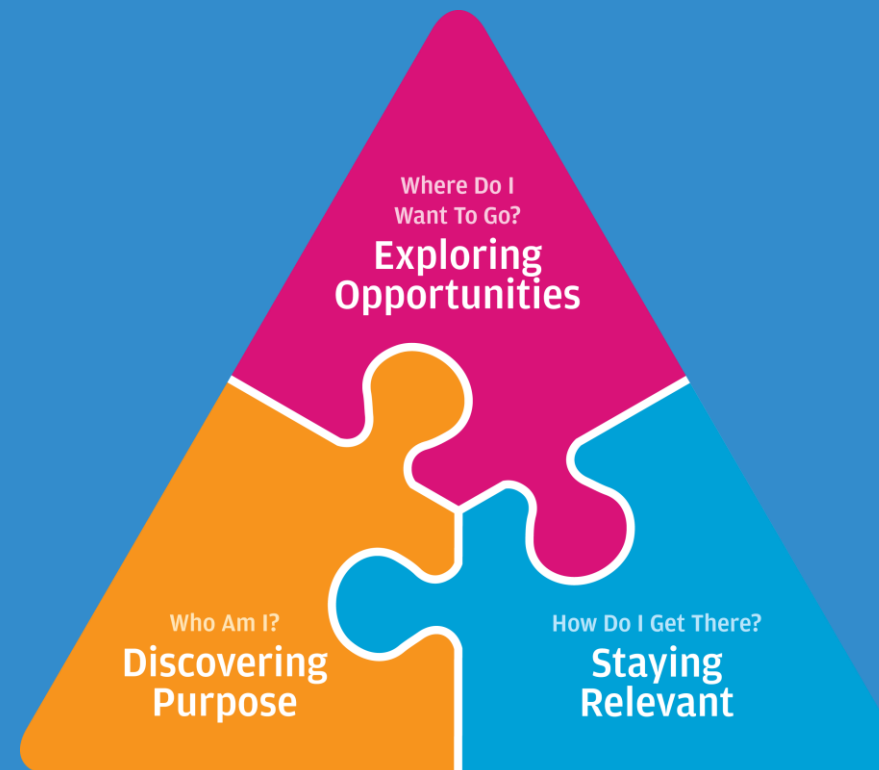 Where Do I
Want To Go?
Exploring
Opportunities
Who Am I?
Discovering
Purpose
How Do I Get There?
Staying
Relevant